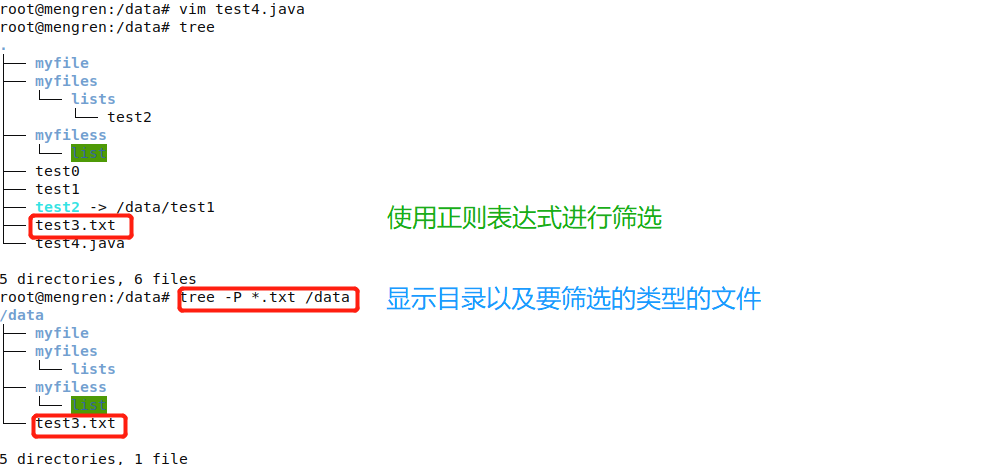 root@mengren:/data# vim test4.java
root@mengren:/data# tree
.
├── myfile
├── myfiles
│   └── lists
│       └── test2
├── myfiless
│   └── list
├── test0
├── test1
├── test2 -> /data/test1
├── test3.txt
└── test4.java
使用正则表达式进行筛选
5 directories, 6 files
root@mengren:/data# tree -P *.txt /data
显示目录以及要筛选的类型的文件
/data
├── myfile
├── myfiles
│   └── lists
├── myfiless
│   └── list
└── test3.txt
5 directories, 1 file